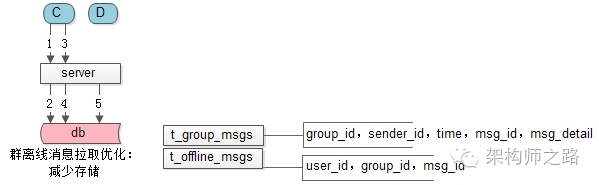 C D
1 3
server
2 4 5
db
群离线消息拉取优化：
减少存储
t_group_msgs
group_id，sender_id，time，msg_id，msg_detail
t_offline_msgs
user_id，group_id，msg_id
架构师之路